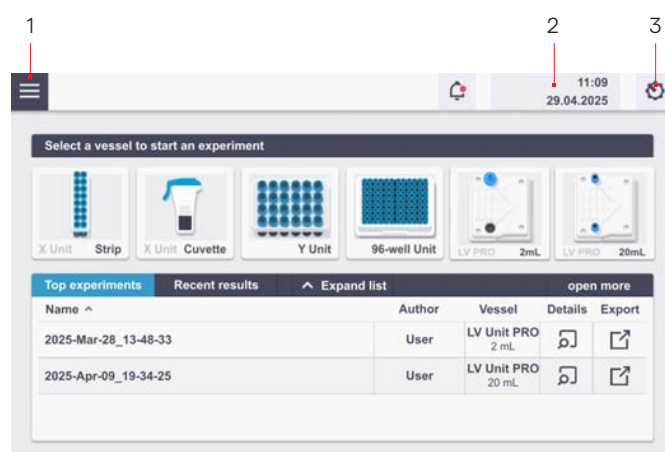 1 2 3
11:09
29.04.2025
Select a vessel to start an experiment
X Unit Strip
X Unit Cuvette
Y Unit
96-well Unit
LV PRO 2mL
LV PRO 20mL
Top experiments Recent results Expand list open more
Name Author Vessel Details Export
2025-Mar-28_13-48-33 User LV Unit PRO
2 mL
2025-Apr-09_19-34-25 User LV Unit PRO
20 mL